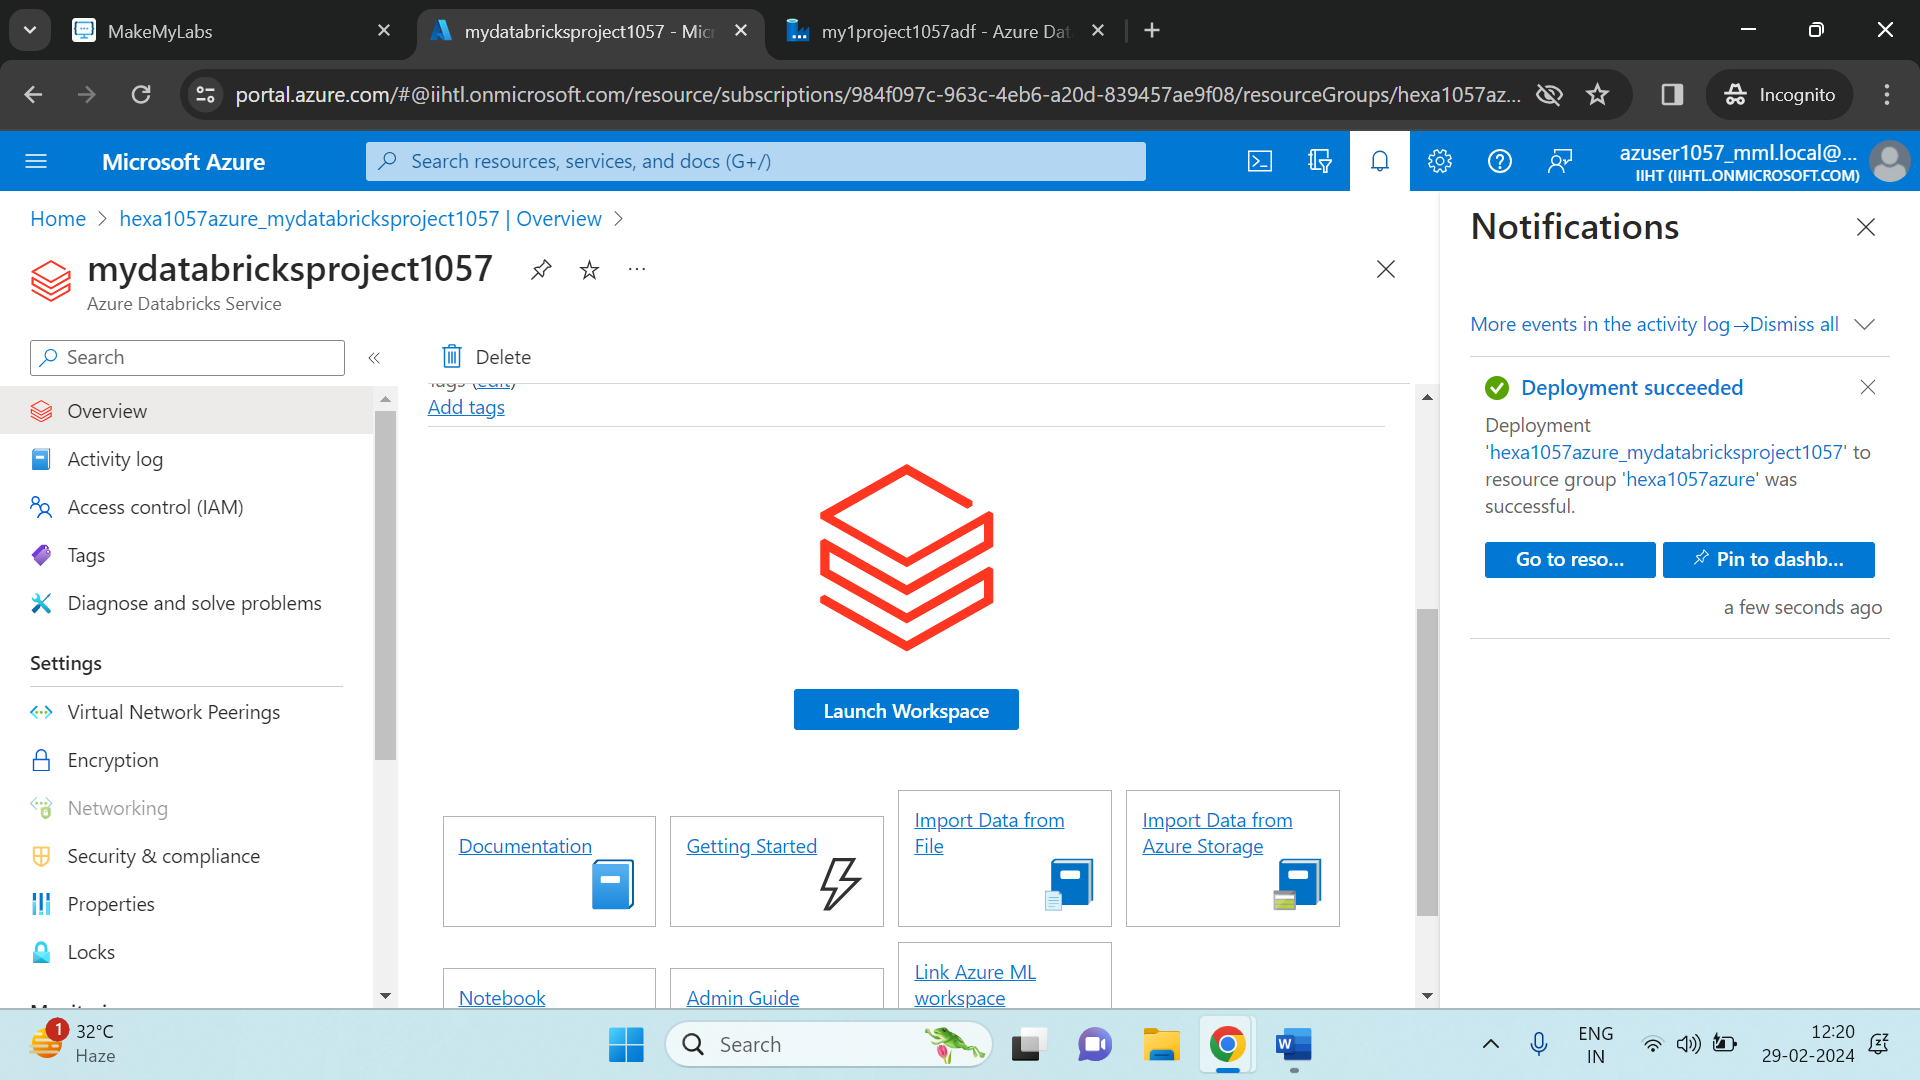 MakeMyLabs
mydatabricksproject1057 - Micr
my1project1057adf - Azure Dat
portal.azure.com/#@iihtl.onmicrosoft.com/resource/subscriptions/984f097c-963c-4eb6-a20d-839457ae9f08/resourceGroups/hexa1057az...
Incognito
Microsoft Azure
Search resources, services, and docs (G+/)
azuser1057_mml.local@...
IIHT (IIHTL.ONMICROSOFT.COM)
Home > hexa1057azure_mydatabricksproject1057 | Overview >
mydatabricksproject1057
Azure Databricks Service
Search
Delete
Tags (edit)
Add tags
Overview
Activity log
Access control (IAM)
Tags
Diagnose and solve problems
Settings
Virtual Network Peerings
Encryption
Networking
Security & compliance
Properties
Locks
Launch Workspace
Documentation
Getting Started
Import Data from
File
Import Data from
Azure Storage
Notebook
Admin Guide
Link Azure ML
workspace
Notifications
More events in the activity log → Dismiss all
Deployment succeeded
Deployment
'hexa1057azure_mydatabricksproject1057' to
resource group 'hexa1057azure' was
successful.
Go to reso...
Pin to dashb...
a few seconds ago
1
32°C
Haze
Search
W
ENG
IN
12:20
29-02-2024